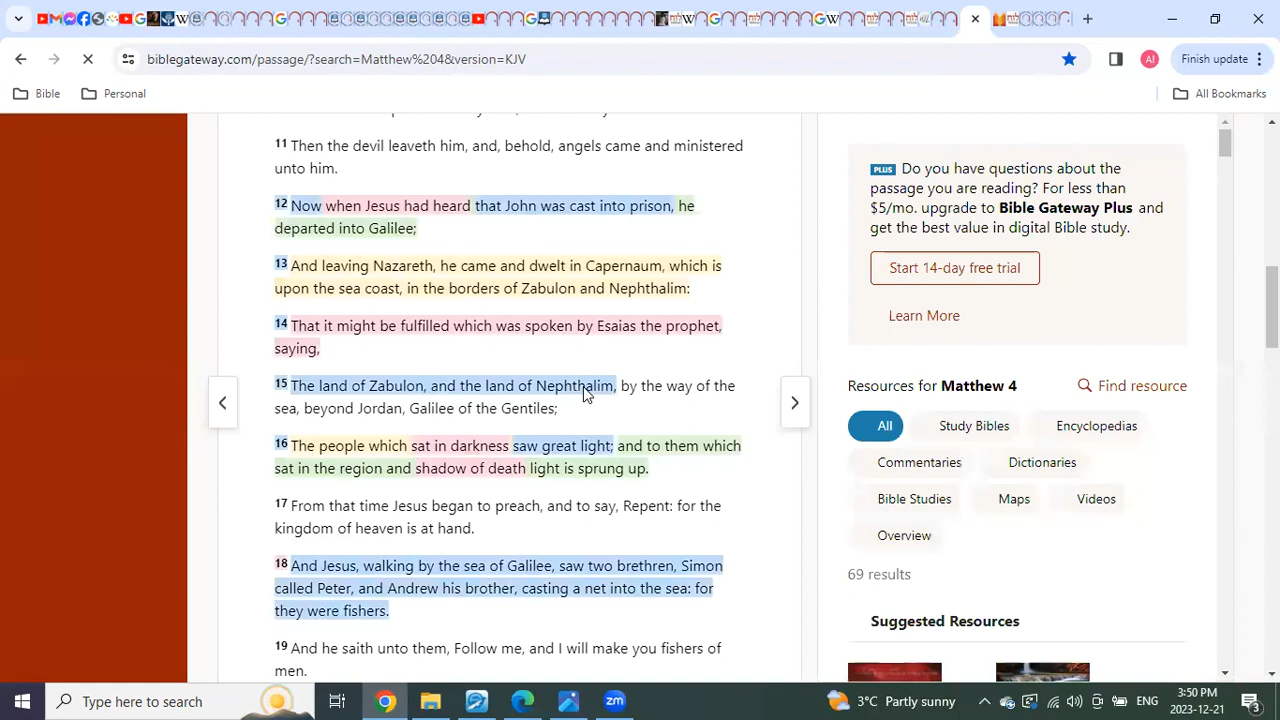 biblegateway.com/passage/?search=Matthew%204&version=KJV
AI
Finish update
Bible
Personal
All Bookmarks
11 Then the devil leaveth him, and, behold, angels came and ministered
unto him.
12 Now when Jesus had heard that John was cast into prison, he
departed into Galilee;
13 And leaving Nazareth, he came and dwelt in Capernaum, which is
upon the sea coast, in the borders of Zabulon and Nephthalim:
14 That it might be fulfilled which was spoken by Esaias the prophet,
saying,
15 The land of Zabulon, and the land of Nephthalim, by the way of the
sea, beyond Jordan, Galilee of the Gentiles;
16 The people which sat in darkness saw great light; and to them which
sat in the region and shadow of death light is sprung up.
17 From that time Jesus began to preach, and to say, Repent: for the
kingdom of heaven is at hand.
18 And Jesus, walking by the sea of Galilee, saw two brethren, Simon
called Peter, and Andrew his brother, casting a net into the sea: for
they were fishers.
19 And he saith unto them, Follow me, and I will make you fishers of
men.
PLUS Do you have questions about the
passage you are reading? For less than
$5/mo. upgrade to Bible Gateway Plus and
get the best value in digital Bible study.
Start 14-day free trial
Learn More
Resources for Matthew 4
Find resource
All
Study Bibles
Encyclopedias
Commentaries
Dictionaries
Bible Studies
Maps
Videos
Overview
69 results
Suggested Resources
Type here to search
3°C Partly sunny
ENG
3:50 PM
2023-12-21
3